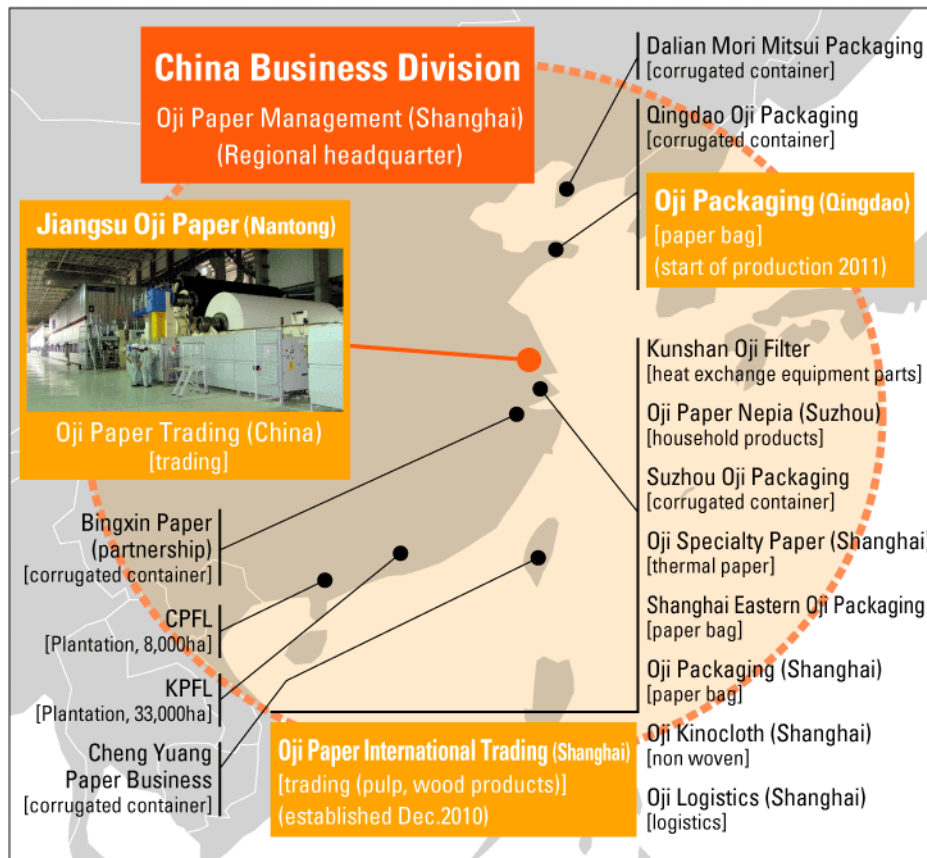 China Business Division
Oji Paper Management (Shanghai)
(Regional headquarter)
Dalian Mori Mitsui Packaging
[corrugated container]
Qingdao Oji Packaging
[corrugated container]
Oji Packaging (Qingdao)
[paper bag]
(start of production 2011)
Jiangsu Oji Paper (Nantong)
Oji Paper Trading (China)
[trading]
Kunshan Oji Filter
[heat exchange equipment parts]
Oji Paper Nepia (Suzhou)
[household products]
Suzhou Oji Packaging
[corrugated container]
Oji Specialty Paper (Shanghai)
[thermal paper]
Shanghai Eastern Oji Packaging
[paper bag]
Oji Packaging (Shanghai)
[paper bag]
Oji Kinocloth (Shanghai)
[non woven]
Oji Logistics (Shanghai)
[logistics]
Bingxin Paper
(partnership)
[corrugated container]
CPFL
[Plantation, 8,000ha]
KPFL
[Plantation, 33,000ha]
Cheng Yuang
Paper Business
[corrugated container]
Oji Paper International Trading (Shanghai)
[trading (pulp, wood products)]
(established Dec.2010)